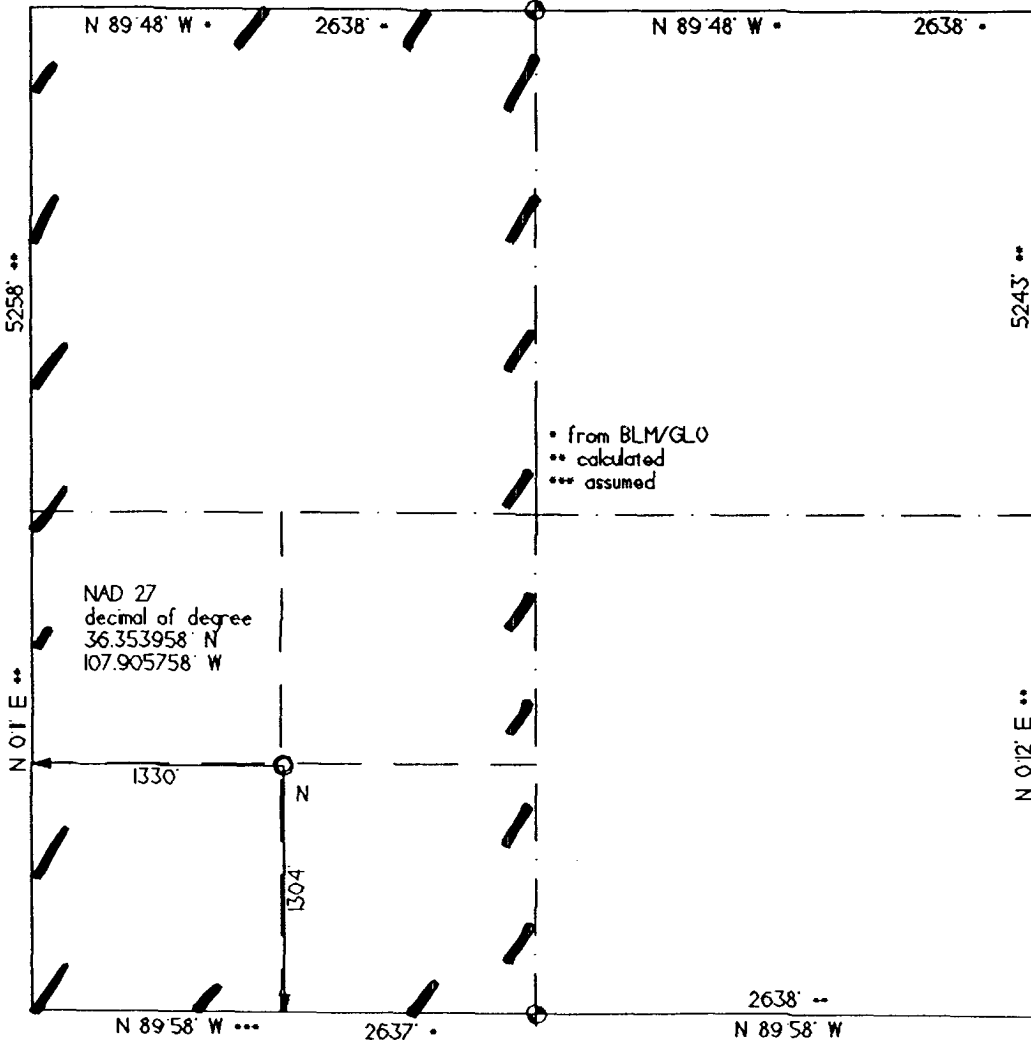 N 89°48' W *
2638' *
N 89°48' W *
2638' *
5258' **
5243' **
* from BLM/GLO
** calculated
*** assumed
NAD 27
decimal of degree
36.353958° N
107.905758° W
N 0°1' E **
N 0°12' E **
1330'
N
1304'
2638' **
N 89°58' W ***
2637' *
N 89°58' W